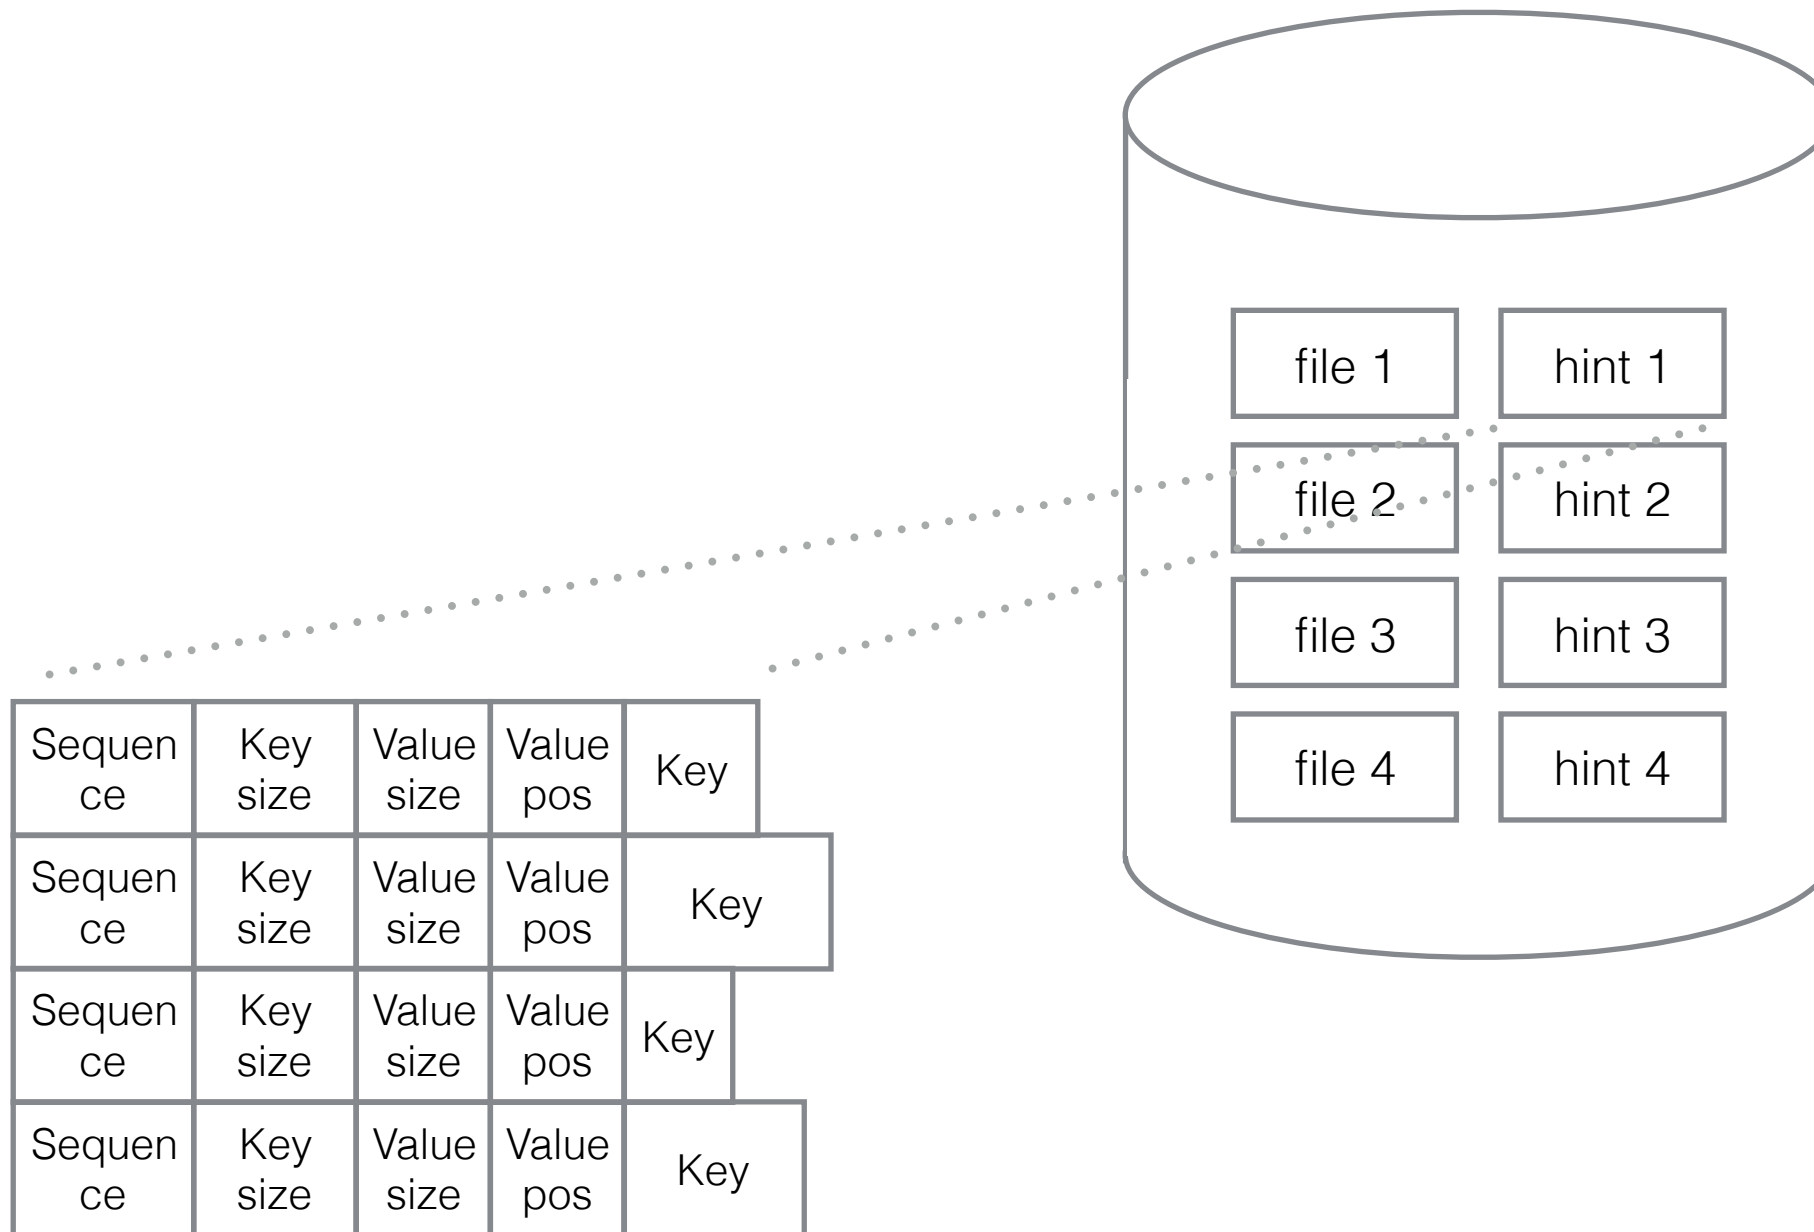 file 1 hint 1
file 2 hint 2
file 3 hint 3
file 4 hint 4
Sequen
ce
Key
size
Value
size
Value
pos
Key
Sequen
ce
Key
size
Value
size
Value
pos
Key
Sequen
ce
Key
size
Value
size
Value
pos
Key
Sequen
ce
Key
size
Value
size
Value
pos
Key